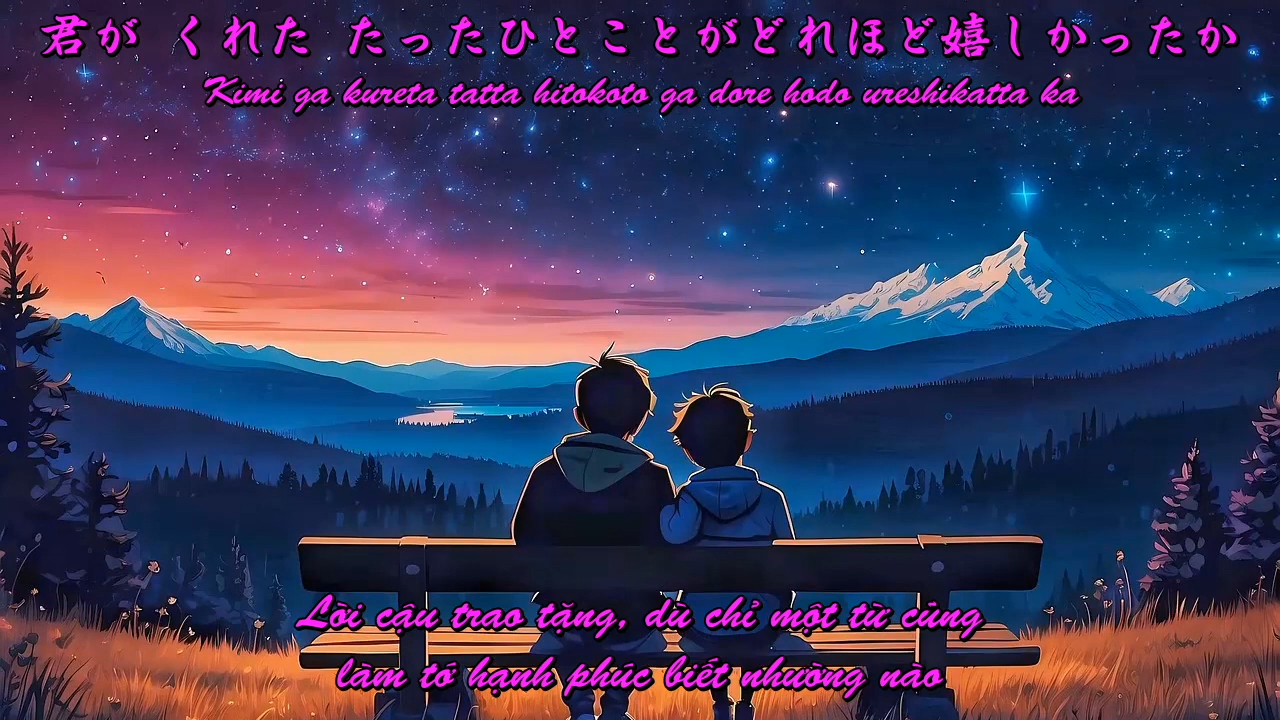 君が くれた たったひとことがどれほど嬉しかったか
Kimi ga kureta tatta hitokoto ga dore hodo ureshikatta ka
Lời cậu trao tặng, dù chỉ một từ cũng
làm tớ hạnh phúc biết nhường nào